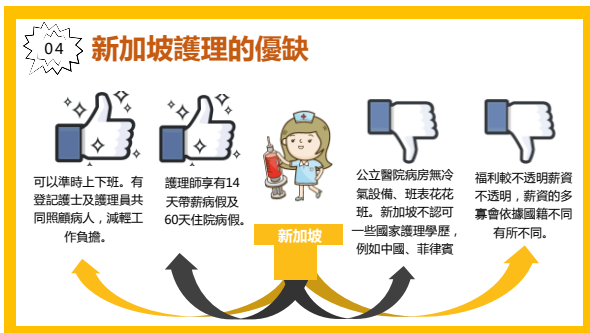 04
新加坡護理的優缺
可以準時上下班。有
登記護士及護理員共
同照顧病人，減輕工
作負擔。
護理師享有14
天帶薪病假及
60天住院病假。
公立醫院病房無冷
氣設備、班表花花
班。新加坡不認可
一些國家護理學歷，
例如中國、菲律賓
福利較不透明薪資
不透明，薪資的多
寡會依據國籍不同
有所不同。
新加坡